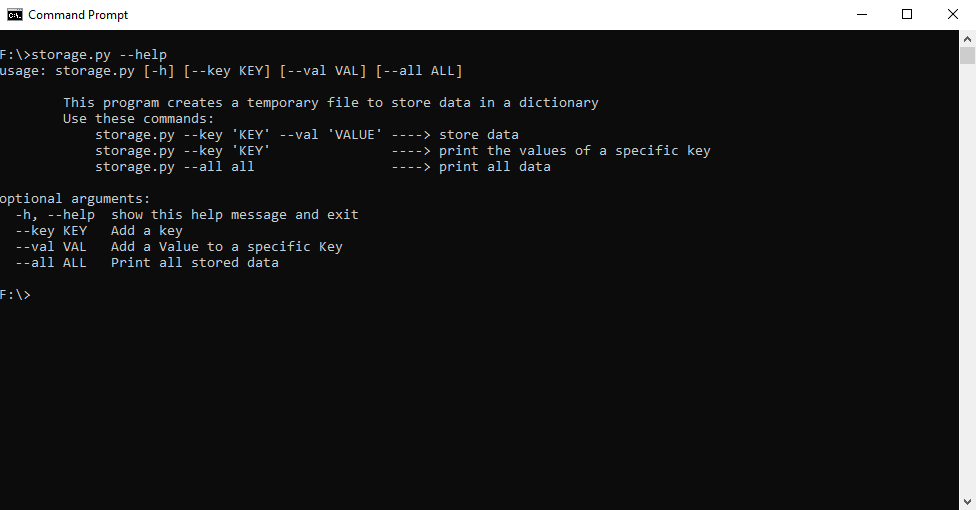 Command Prompt
F:\>storage.py --help
usage: storage.py [-h] [--key KEY] [--val VAL] [--all ALL]
This program creates a temporary file to store data in a dictionary
Use these commands:
storage.py --key 'KEY' --val 'VALUE' ----> store data
storage.py --key 'KEY' ----> print the values of a specific key
storage.py --all all ----> print all data
optional arguments:
-h, --help show this help message and exit
--key KEY Add a key
--val VAL Add a Value to a specific Key
--all ALL Print all stored data
F:\>